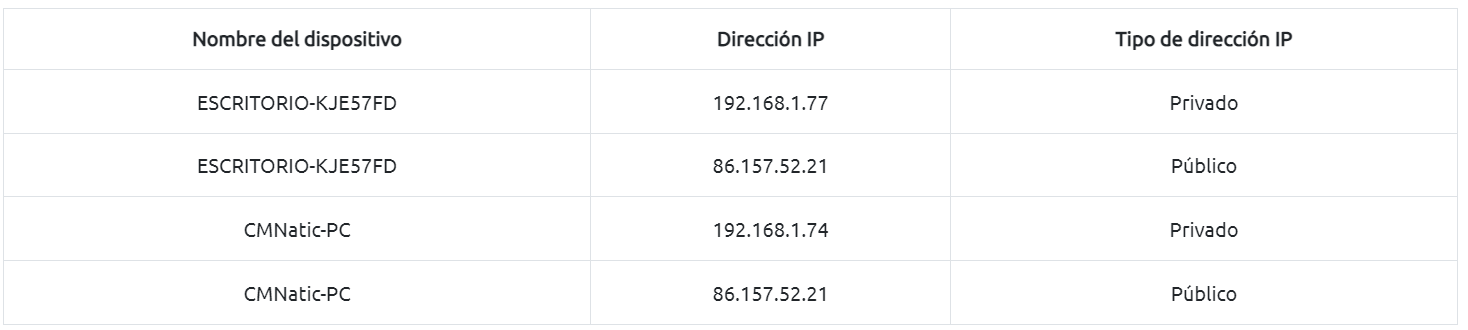 Nombre del dispositivo Dirección IP Tipo de dirección IP
ESCRITORIO-KJE57FD 192.168.1.77 Privado
ESCRITORIO-KJE57FD 86.157.52.21 Público
CMNatic-PC 192.168.1.74 Privado
CMNatic-PC 86.157.52.21 Público